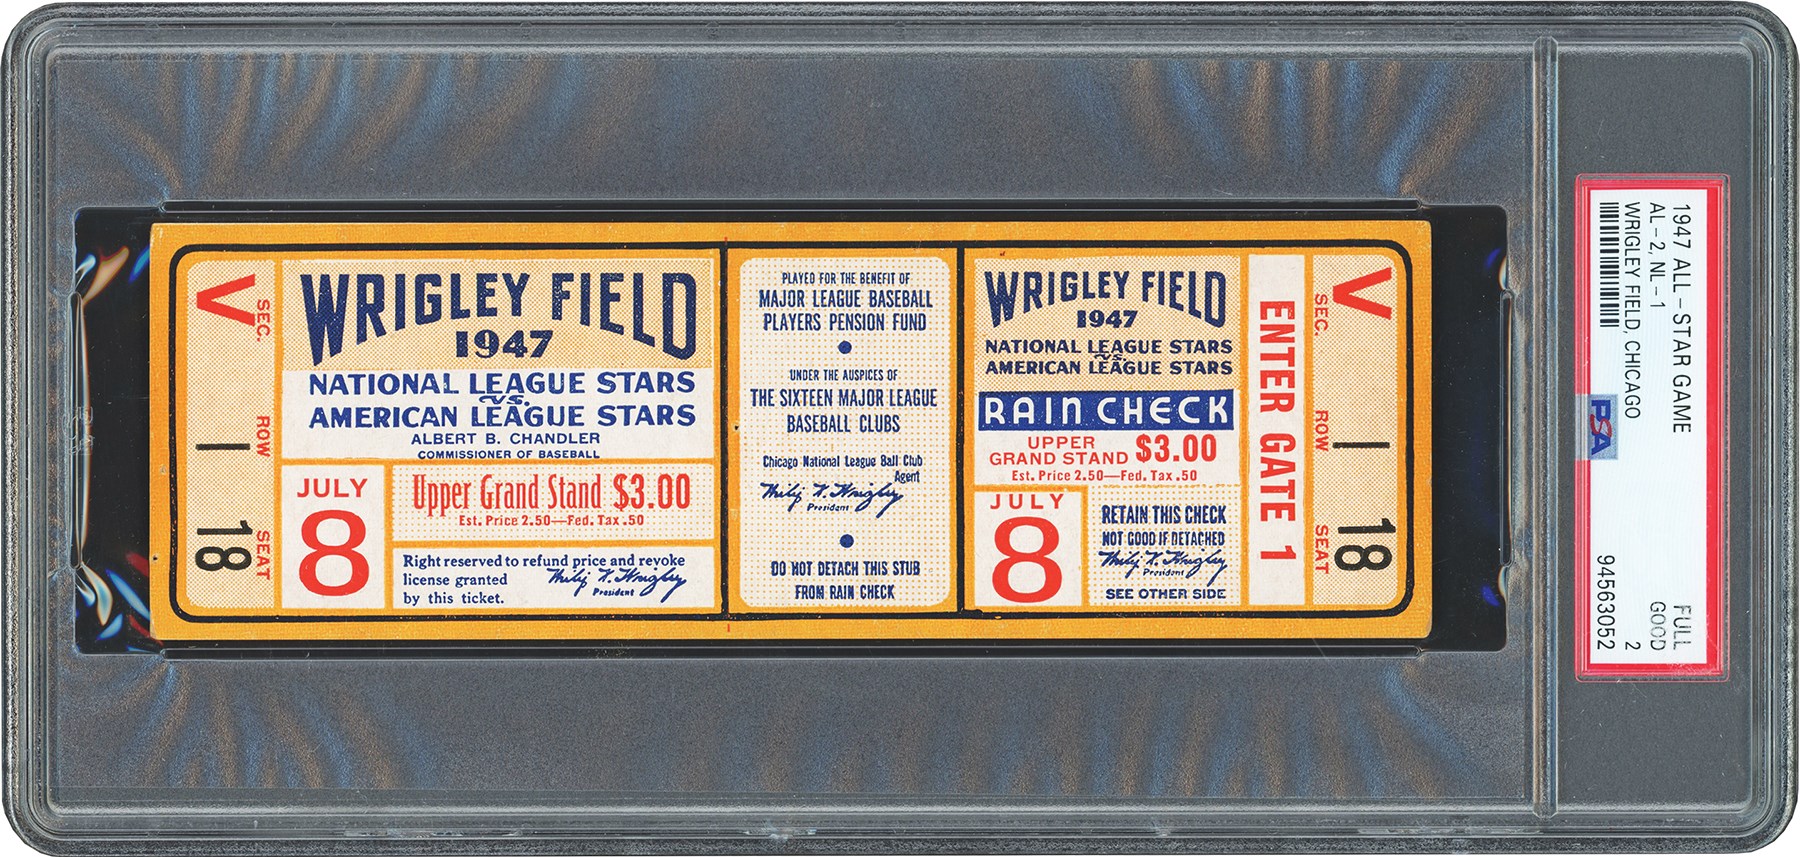 V SEC.
I ROW
18 SEAT
WRIGLEY FIELD
1947
NATIONAL LEAGUE STARS
VS.
AMERICAN LEAGUE STARS
ALBERT B. CHANDLER
COMMISSIONER OF BASEBALL
JULY
8
Upper Grand Stand $3.00
Est. Price 2.50—Fed. Tax .50
Right reserved to refund price and revoke
license granted
by this ticket.
Philip K. Wrigley
President
PLAYED FOR THE BENEFIT OF
MAJOR LEAGUE BASEBALL
PLAYERS PENSION FUND
UNDER THE AUSPICES OF
THE SIXTEEN MAJOR LEAGUE
BASEBALL CLUBS
Chicago National League Ball Club
Agent
Philip K. Wrigley
President
DO NOT DETACH THIS STUB
FROM RAIN CHECK
WRIGLEY FIELD
1947
NATIONAL LEAGUE STARS
VS.
AMERICAN LEAGUE STARS
RAIN CHECK
UPPER
GRAND STAND $3.00
Est. Price 2.50—Fed. Tax .50
JULY
8
RETAIN THIS CHECK
NOT GOOD IF DETACHED
Philip K. Wrigley
President
SEE OTHER SIDE
ENTER GATE 1
V SEC.
I ROW
18 SEAT
1947 ALL-STAR GAME FULL
AL-2, NL-1 GOOD
WRIGLEY FIELD, CHICAGO 2
94563052
PSA